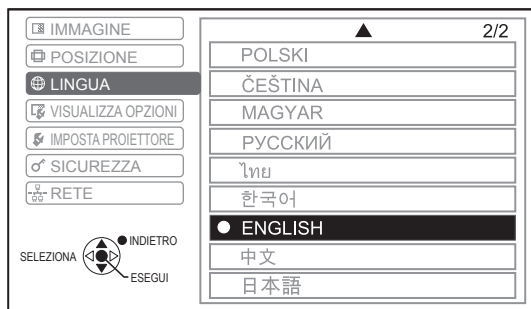 IMMAGINE
POSIZIONE
LINGUA
VISUALIZZA OPZIONI
IMPOSTA PROIETTORE
SICUREZZA
RETE
SELEZIONA
INDIETRO
ESEGUI
2/2
POLSKI
ČEŠTINA
MAGYAR
РУССКИЙ
ไทย
한국어
ENGLISH
中文
日本語